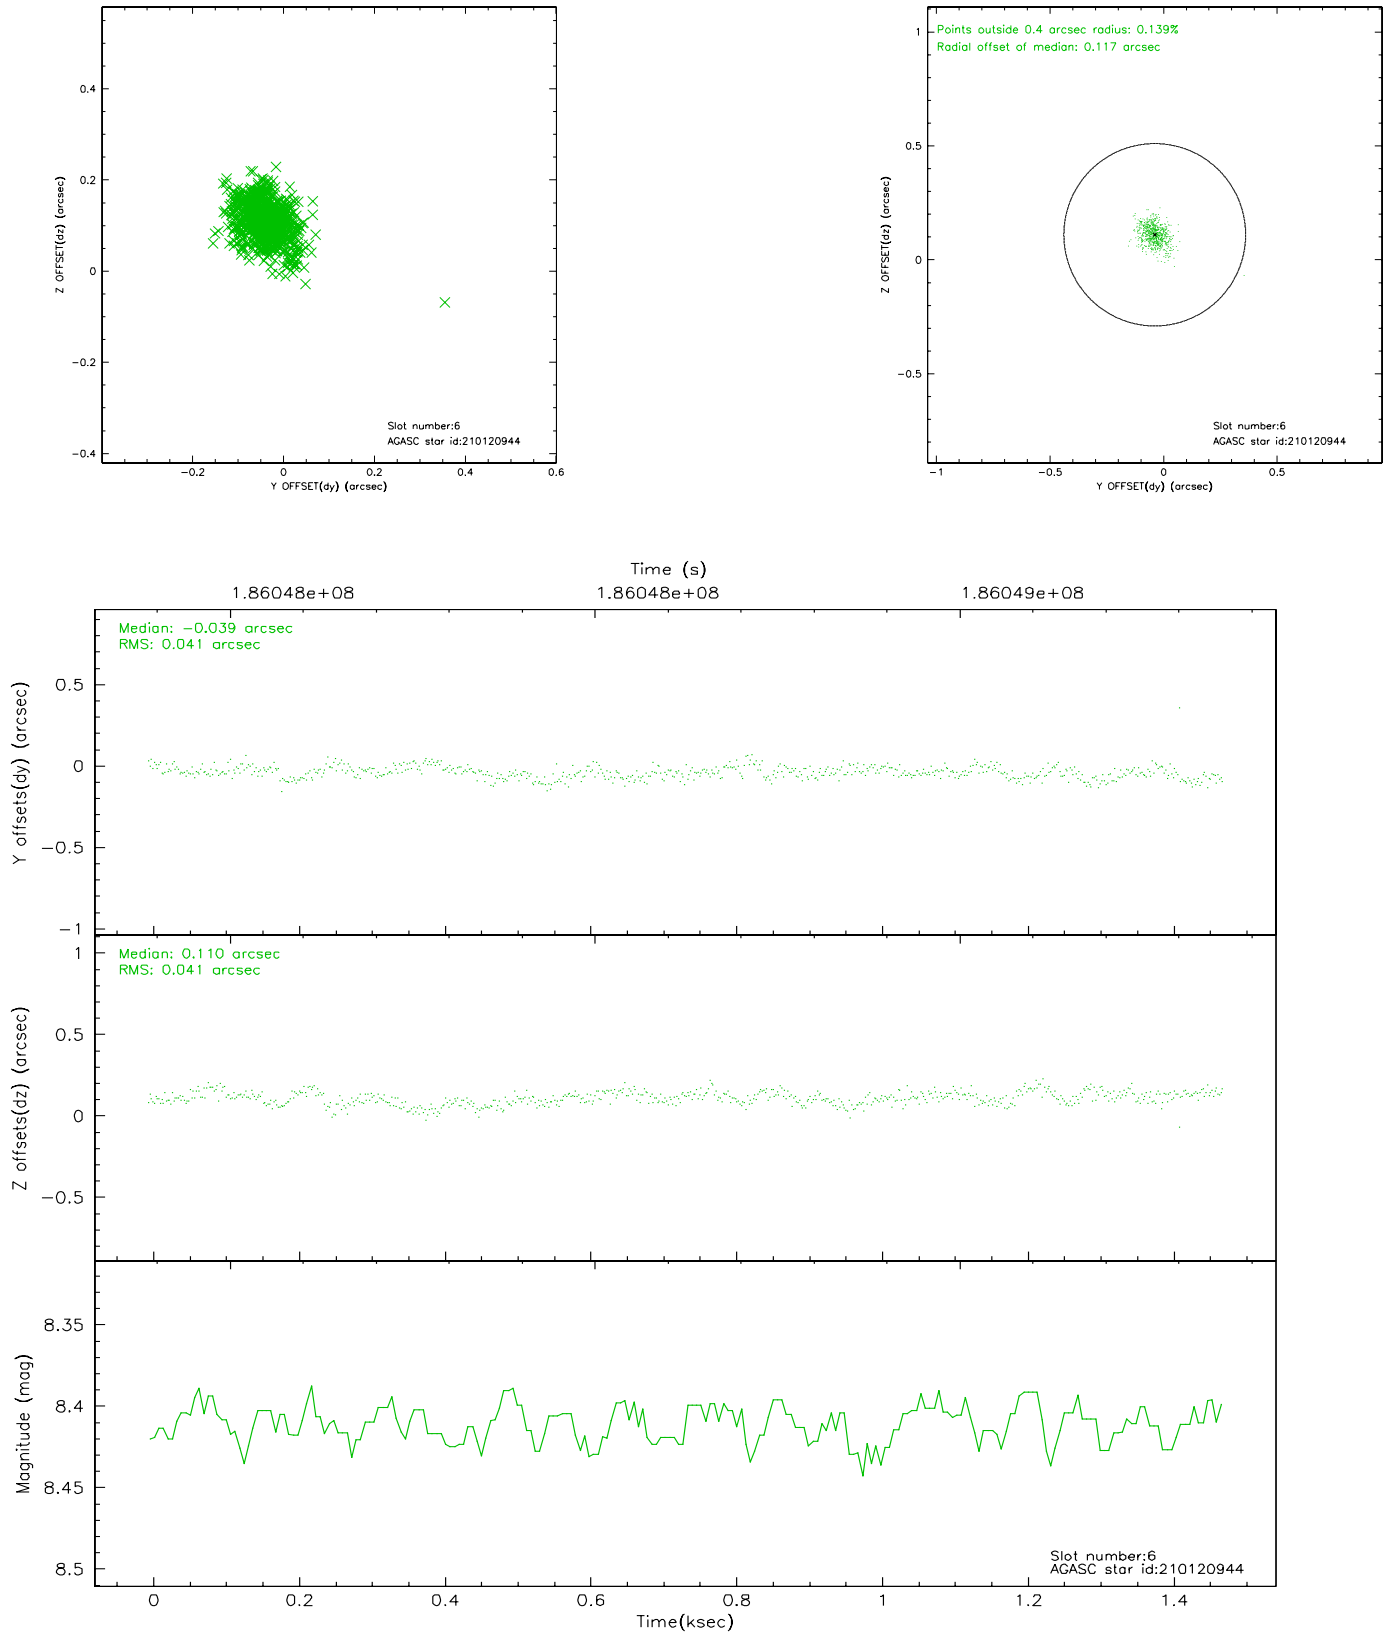 0.4
0.2
0
−0.2
−0.4
Z OFFSET(dz) (arcsec)
Slot number:6
AGASC star id:210120944
−0.2
0
0.2
0.4
0.6
Y OFFSET(dy) (arcsec)
Points outside 0.4 arcsec radius: 0.139%
Radial offset of median: 0.117 arcsec
1
0.5
0
−0.5
Z OFFSET(dz) (arcsec)
Slot number:6
AGASC star id:210120944
−1
−0.5
0
0.5
Y OFFSET(dy) (arcsec)
Time (s)
1.86048e+08
1.86048e+08
1.86049e+08
Median: −0.039 arcsec
RMS: 0.041 arcsec
0.5
0
−0.5
−1
Y offsets(dy) (arcsec)
Median: 0.110 arcsec
RMS: 0.041 arcsec
1
0.5
0
−0.5
Z offsets(dz) (arcsec)
8.35
8.4
8.45
8.5
Magnitude (mag)
Slot number:6
AGASC star id:210120944
0
0.2
0.4
0.6
0.8
1
1.2
1.4
Time(ksec)